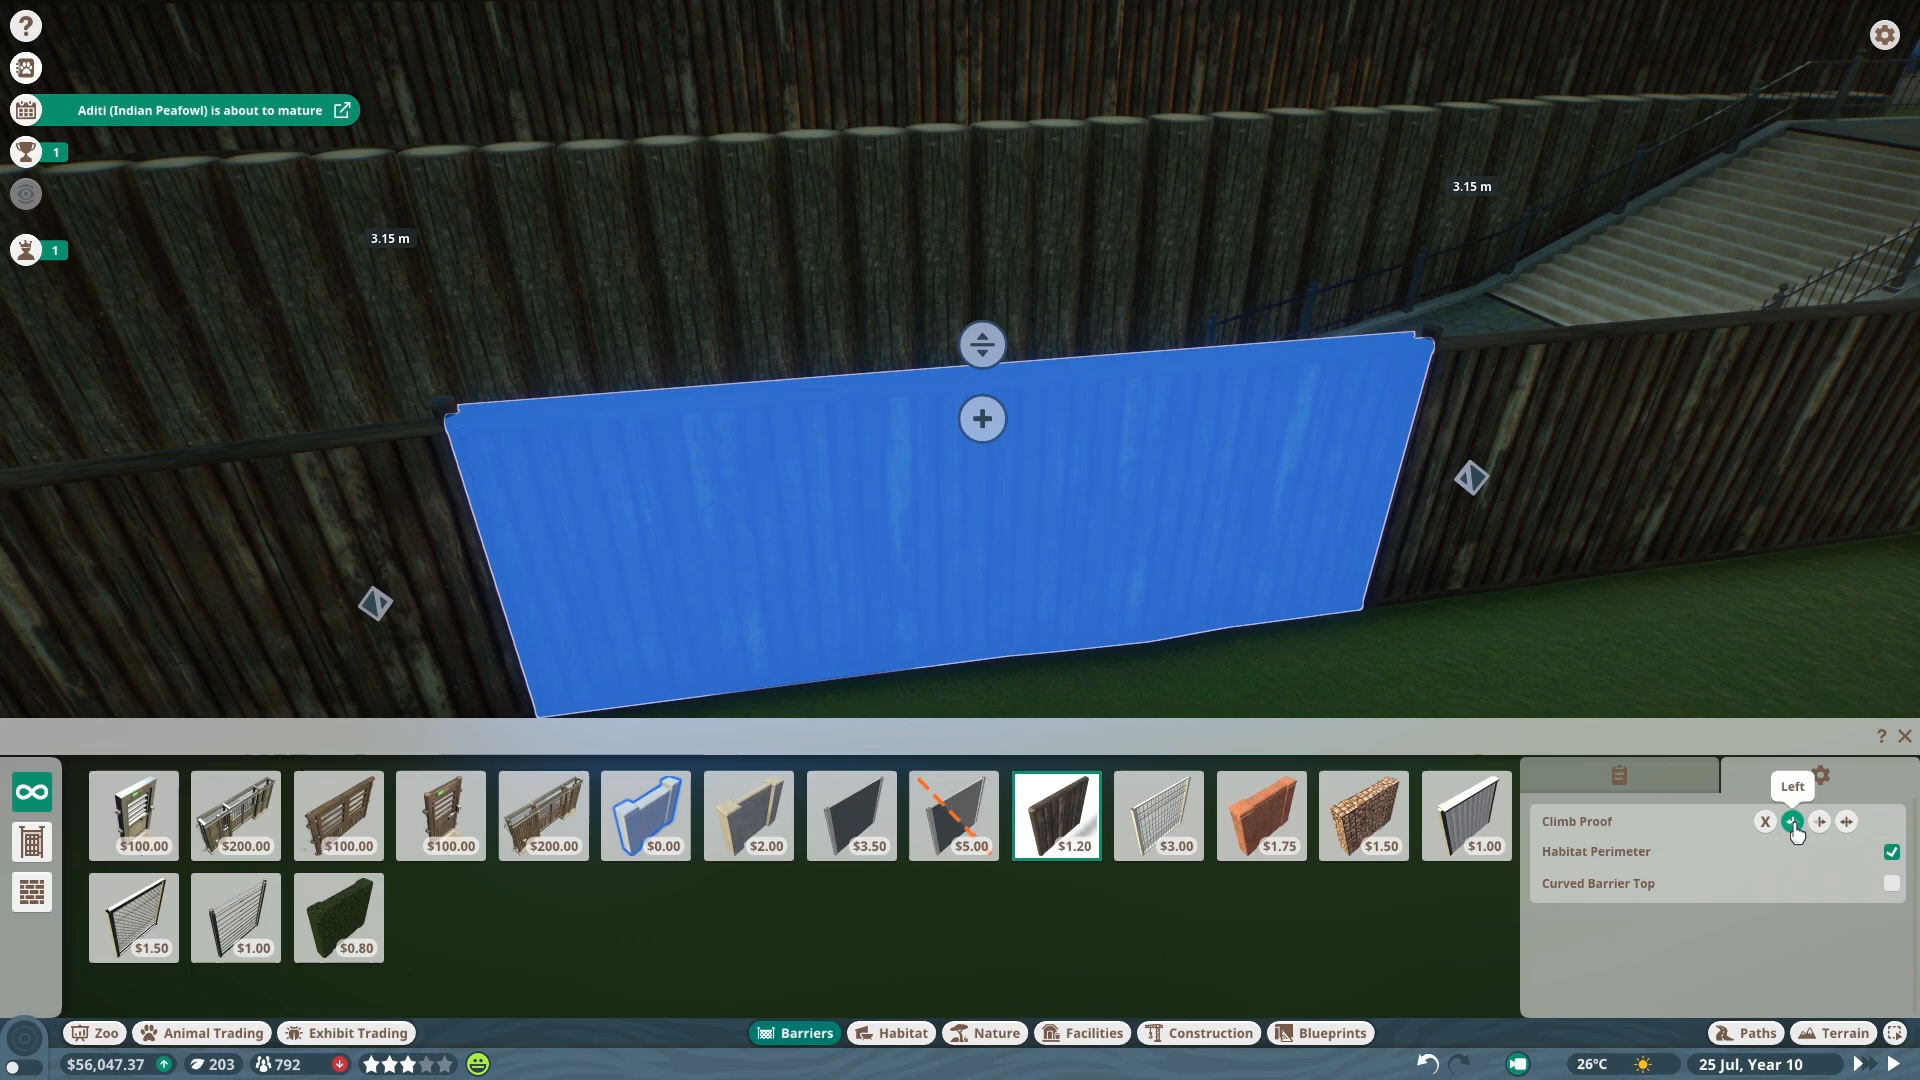 ?
Aditi (Indian Peafowl) is about to mature
1
1
3.15 m
3.15 m
?
$100.00
$200.00
$100.00
$100.00
$200.00
$0.00
$2.00
$3.50
$5.00
$1.20
$3.00
$1.75
$1.50
$1.00
$1.50
$1.00
$0.80
Left
Climb Proof
X
Habitat Perimeter
Curved Barrier Top
Zoo
Animal Trading
Exhibit Trading
Barriers
Habitat
Nature
Facilities
Construction
Blueprints
Paths
Terrain
$56,047.37
203
792
26°C
25 Jul, Year 10